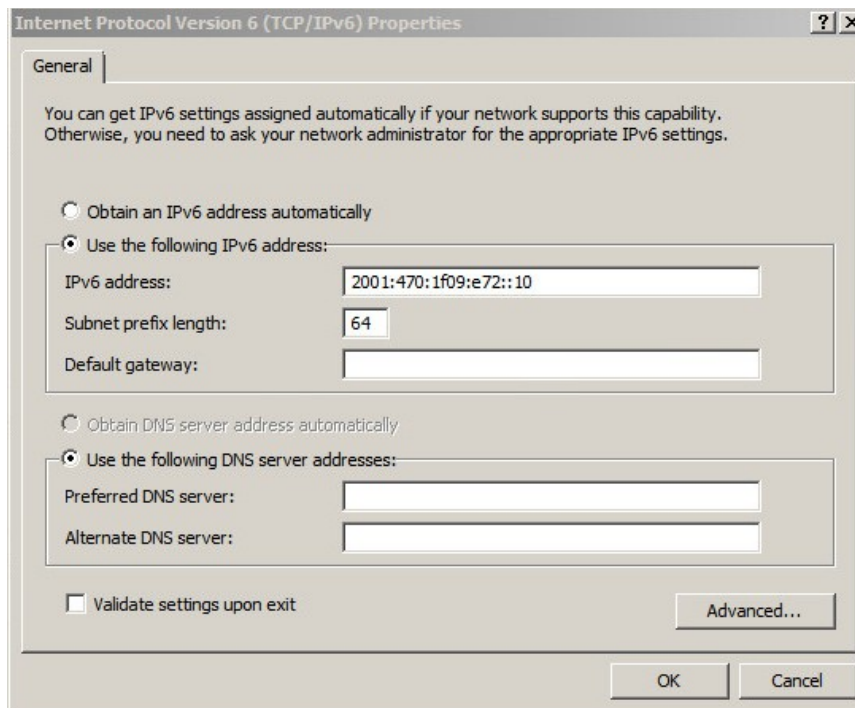 Internet Protocol Version 6 (TCP/IPv6) Properties
General
You can get IPv6 settings assigned automatically if your network supports this capability.
Otherwise, you need to ask your network administrator for the appropriate IPv6 settings.
Obtain an IPv6 address automatically
Use the following IPv6 address:
IPv6 address: 2001:470:1f09:e72::10
Subnet prefix length: 64
Default gateway:
Obtain DNS server address automatically
Use the following DNS server addresses:
Preferred DNS server:
Alternate DNS server:
Validate settings upon exit
Advanced...
OK Cancel